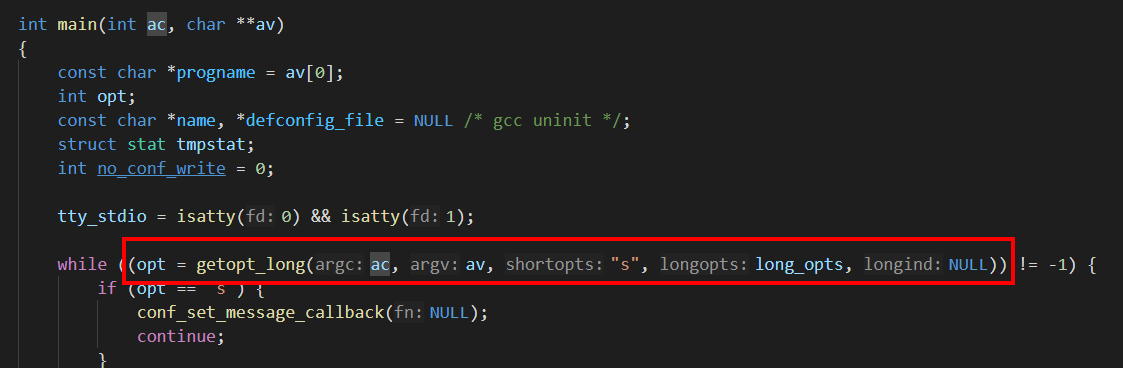 int main(int ac, char **av)
{
    const char *progname = av[0];
    int opt;
    const char *name, *defconfig_file = NULL /* gcc uninit */;
    struct stat tmpstat;
    int no_conf_write = 0;

    tty_stdio = isatty(fd: 0) && isatty(fd: 1);

    while ((opt = getopt_long(argc: ac, argv: av, shortopts: "s", longopts: long_opts, longind: NULL)) != -1) {
        if (opt == 's') {
            conf_set_message_callback(fn: NULL);
            continue;
        }